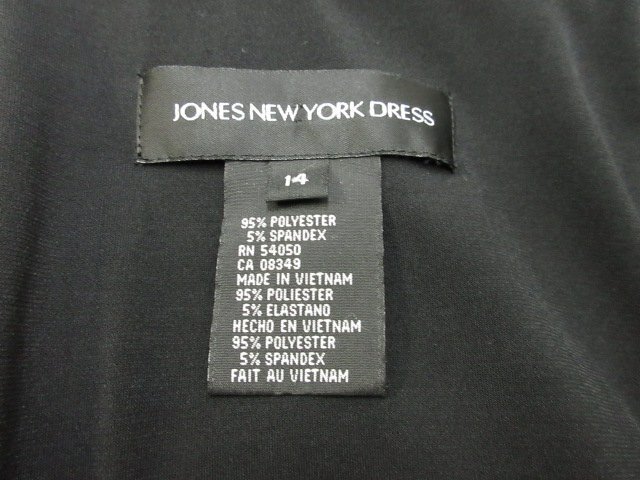 JONES NEW YORK DRESS
14
95% POLYESTER
5% SPANDEX
RN 54050
CA 08349
MADE IN VIETNAM
95% POLIESTER
5% ELASTANO
HECHO EN VIETNAM
95% POLYESTER
5% SPANDEX
FAIT AU VIETNAM